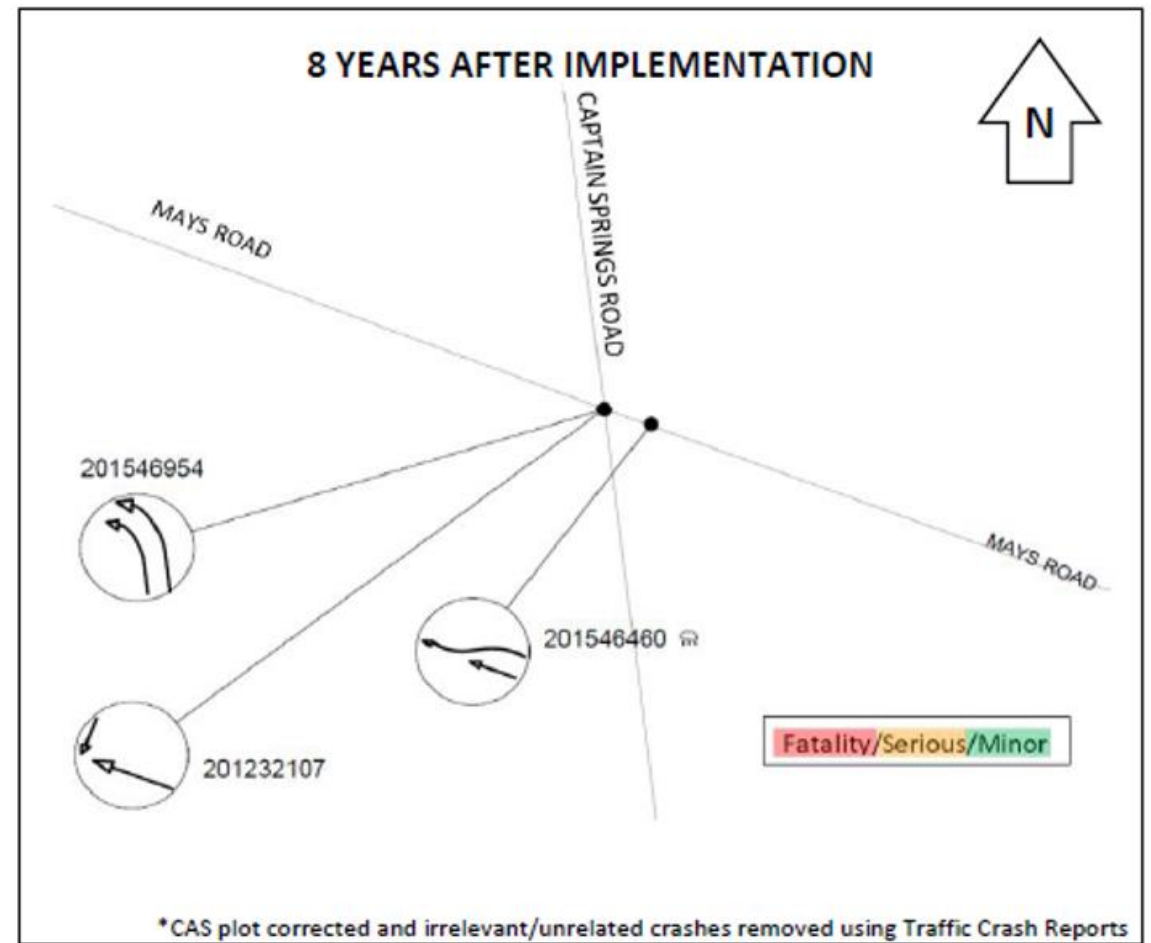 8 YEARS AFTER IMPLEMENTATION
N
CAPTAIN SPRINGS ROAD
MAYS ROAD
201546954
MAYS ROAD
201546460
201232107
Fatality/Serious/Minor
*CAS plot corrected and irrelevant/unrelated crashes removed using Traffic Crash Reports